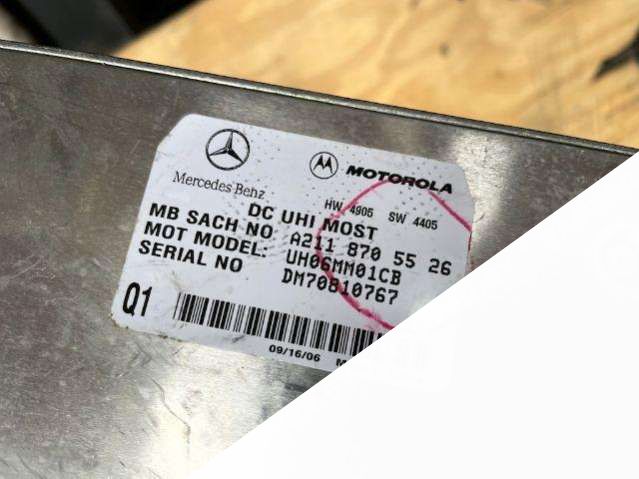 Mercedes Benz
MOTOROLA
HW 4905 SW 4405
DC UHI MOST
MB SACH NO A211 870 55 26
MOT MODEL: UH06MM01CB
SERIAL NO DM70810767
Q1
09/16/06